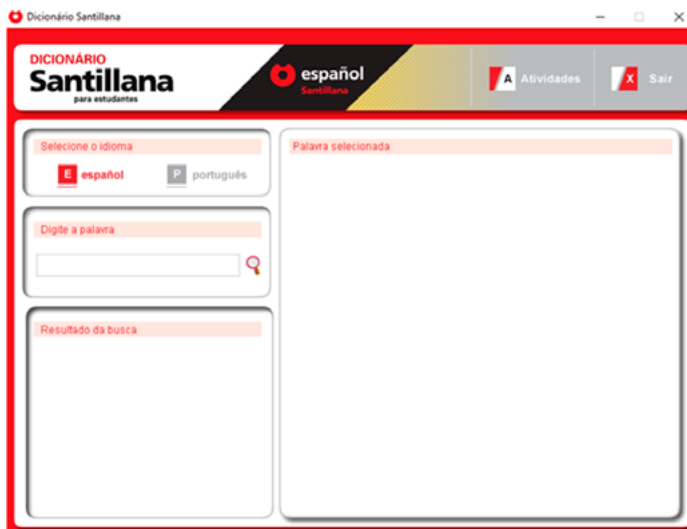 Dicionário Santillana
DICIONÁRIO
Santillana
para estudantes
español
Santillana
A Atividades
X Sair
Selecione o idioma
E español
P português
Digite a palavra
Resultado da busca
Palavra selecionada